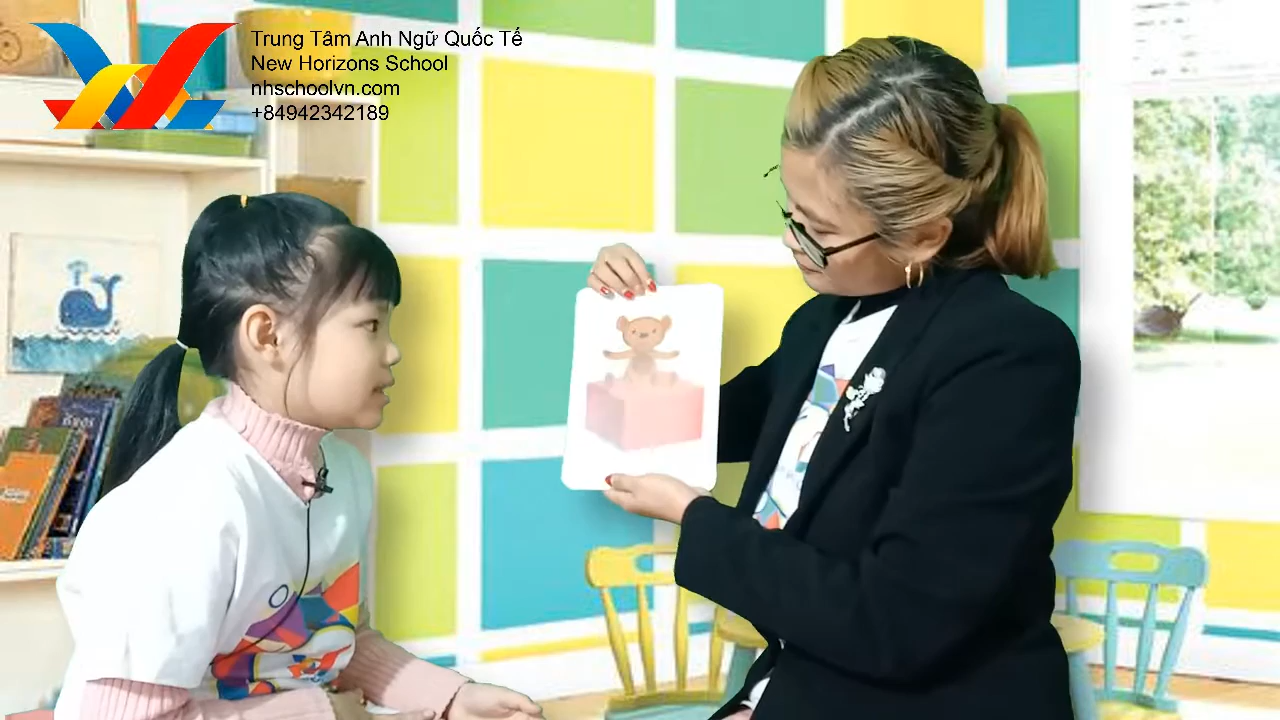 Trung Tâm Anh Ngữ Quốc Tế
New Horizons School
nhschoolvn.com
+84942342189